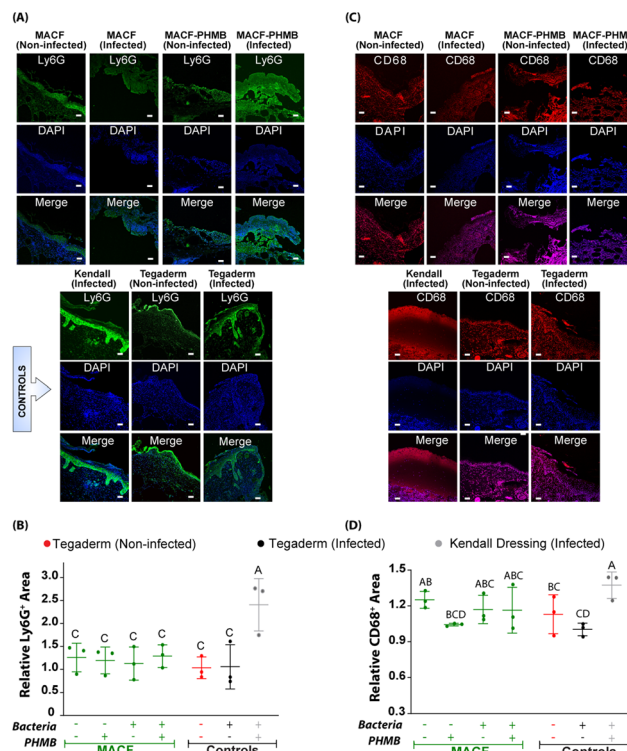 (A)
MACF (Non-infected) MACF (Infected) MACF-PHMB (Non-infected) MACF-PHMB (Infected)
Ly6G Ly6G Ly6G Ly6G
DAPI DAPI DAPI DAPI
Merge Merge Merge Merge
Kendall (Infected) Tegaderm (Non-infected) Tegaderm (Infected)
Ly6G Ly6G Ly6G
CONTROLS
DAPI DAPI DAPI
Merge Merge Merge
(C)
MACF (Non-infected) MACF (Infected) MACF-PHMB (Non-infected) MACF-PHM (Infected)
CD68 CD68 CD68 CD68
DAPI DAPI DAPI DAPI
Merge Merge Merge Merge
Kendall (Infected) Tegaderm (Non-infected) Tegaderm (Infected)
CD68 CD68 CD68
DAPI DAPI DAPI
Merge Merge Merge
(B)
Tegaderm (Non-infected) Tegaderm (Infected) Kendall Dressing (Infected)
Relative Ly6G⁺ Area
3.0
2.5
2.0
1.5
1.0
0.5
0.0
C C C C C C A
Bacteria - - + + - + +
PHMB - + - + - - +
MACF Controls
(D)
Relative CD68⁺ Area
1.5
1.2
0.9
0.6
0.3
AB BCD ABC ABC BC CD A
Bacteria - - + + - + +
PHMB - + - + - - +
MACF Controls